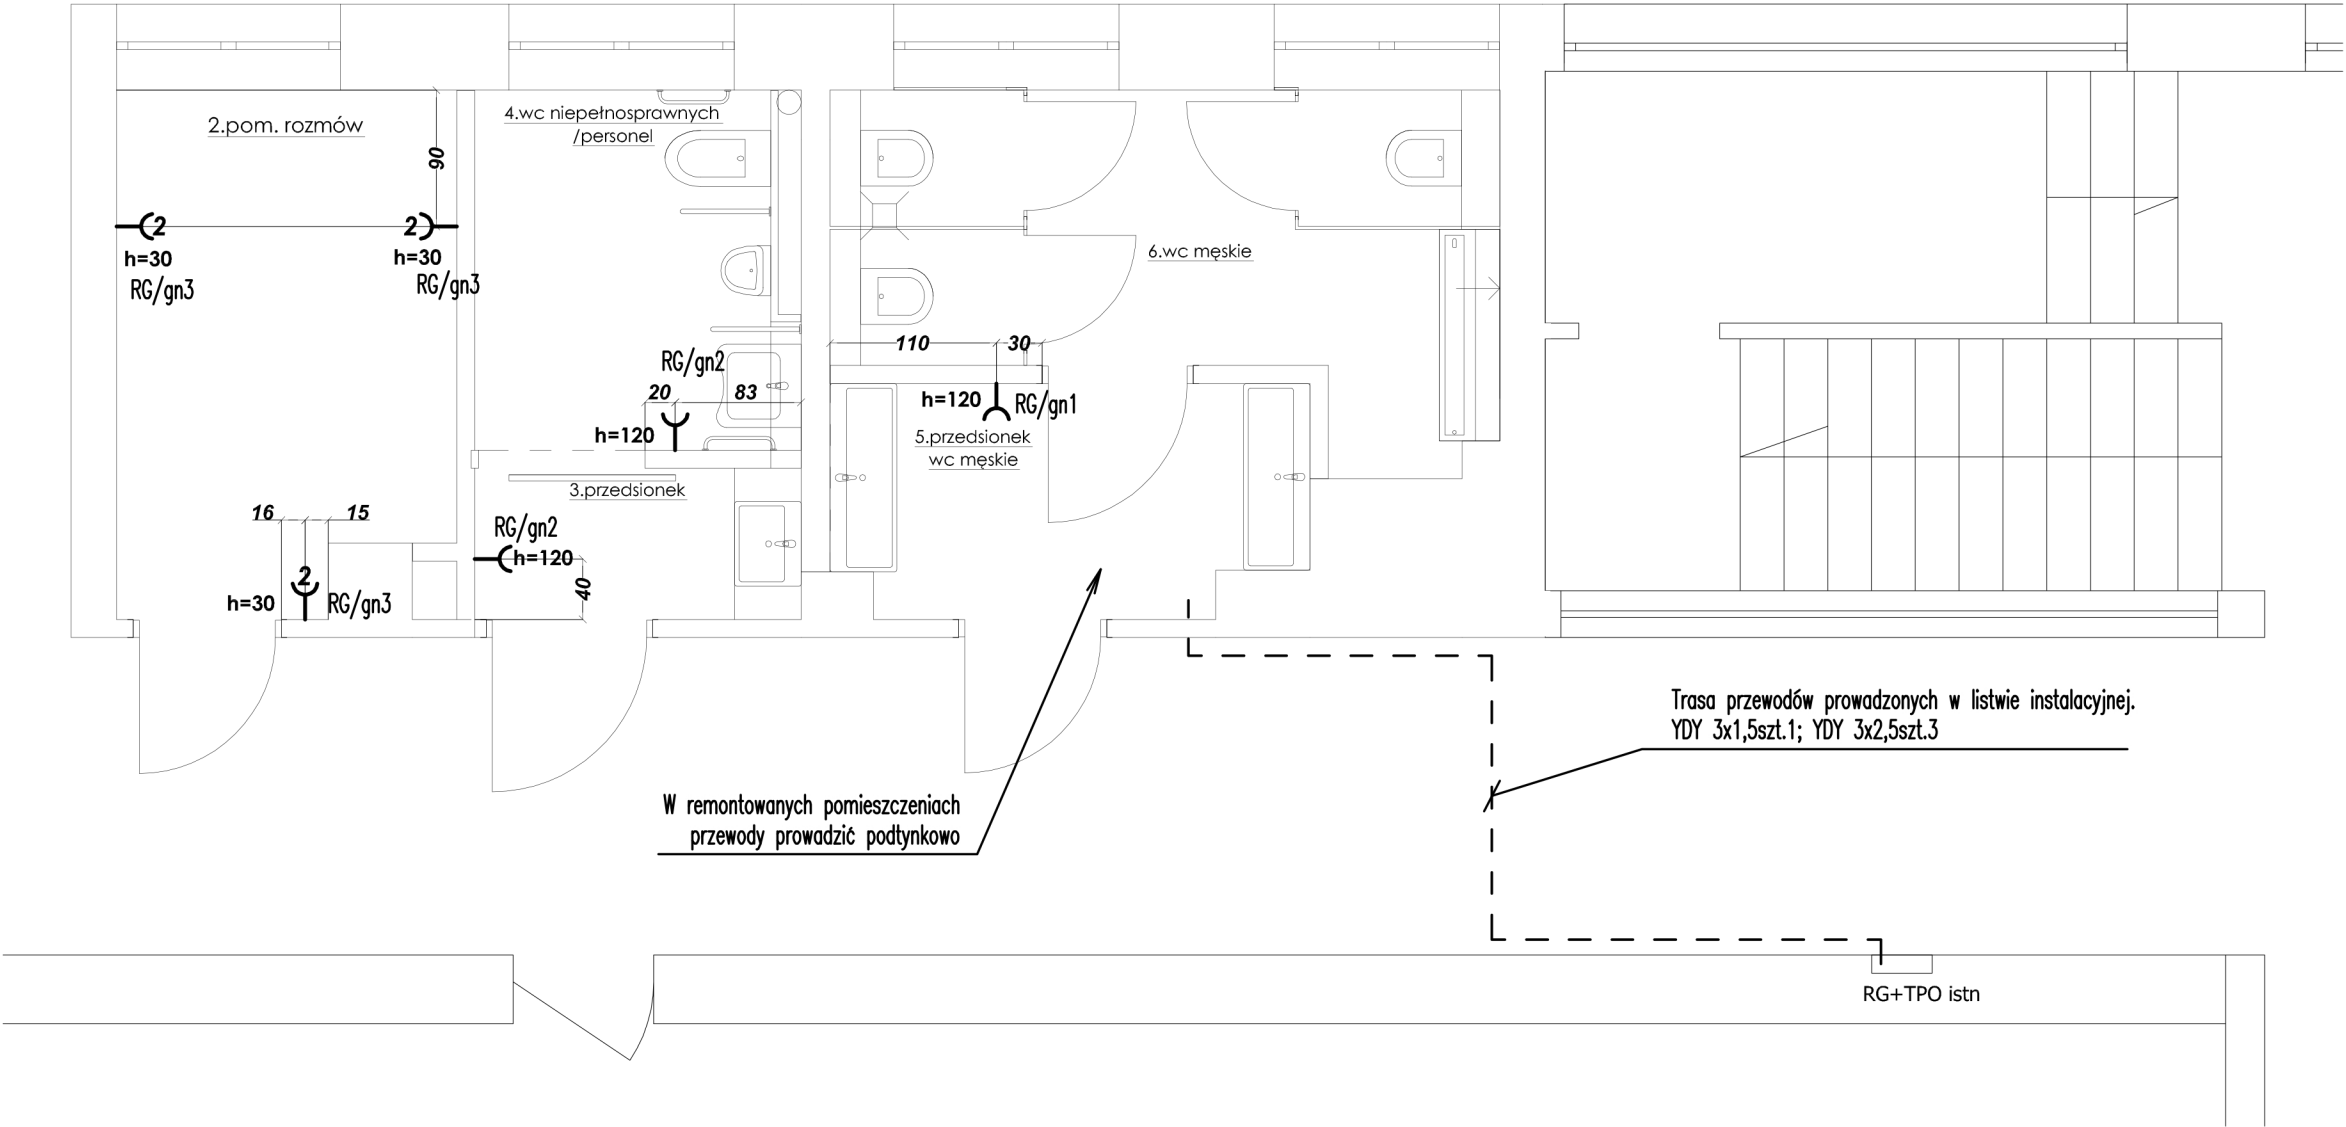 2.pom. rozmów
4.wc niepełnosprawnych
/personel
90
2
2
h=30
h=30
RG/gn3
RG/gn3
6.wc męskie
110
30
RG/gn2
20
83
h=120
h=120
RG/gn1
5.przedsionek
wc męskie
3.przedsionek
16
15
RG/gn2
h=120
40
2
h=30
RG/gn3
Trasa przewodów prowadzonych w listwie instalacyjnej.
YDY 3x1,5szt.1; YDY 3x2,5szt.3
W remontowanych pomieszczeniach
przewody prowadzić podtynkowo
RG+TPO istn